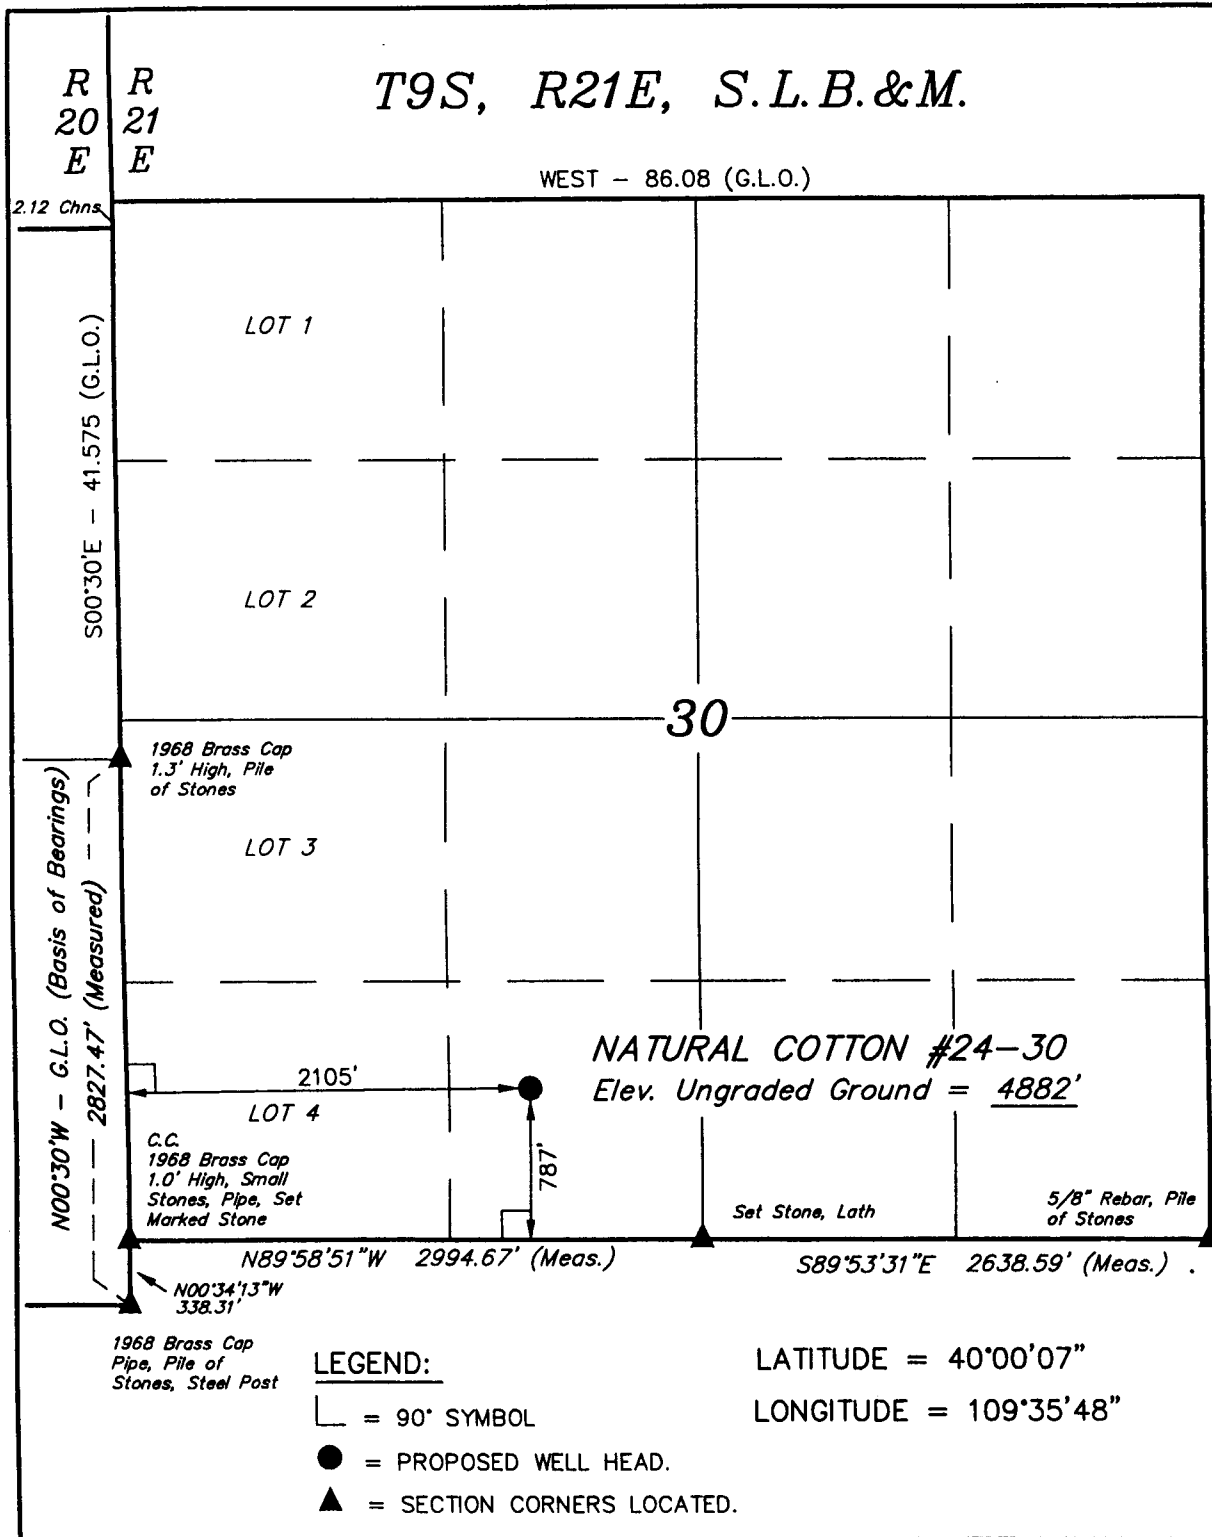 R R
20 21
E E
T9S, R21E, S.L.B.&M.
WEST – 86.08 (G.L.O.)
2.12 Chns.
S00°30'E – 41.575 (G.L.O.)
LOT 1
LOT 2
30
1968 Brass Cap
1.3' High, Pile
of Stones
N00°30'W – G.L.O. (Basis of Bearings)
2827.47' (Measured)
LOT 3
NATURAL COTTON #24–30
Elev. Ungraded Ground = 4882'
2105'
LOT 4
787'
C.C.
1968 Brass Cap
1.0' High, Small
Stones, Pipe, Set
Marked Stone
Set Stone, Lath
5/8" Rebar, Pile
of Stones
N89°58'51"W 2994.67' (Meas.)
S89°53'31"E 2638.59' (Meas.)
N00°34'13"W
338.31'
1968 Brass Cap
Pipe, Pile of
Stones, Steel Post
LEGEND:
= 90° SYMBOL
= PROPOSED WELL HEAD.
= SECTION CORNERS LOCATED.
LATITUDE = 40°00'07"
LONGITUDE = 109°35'48"